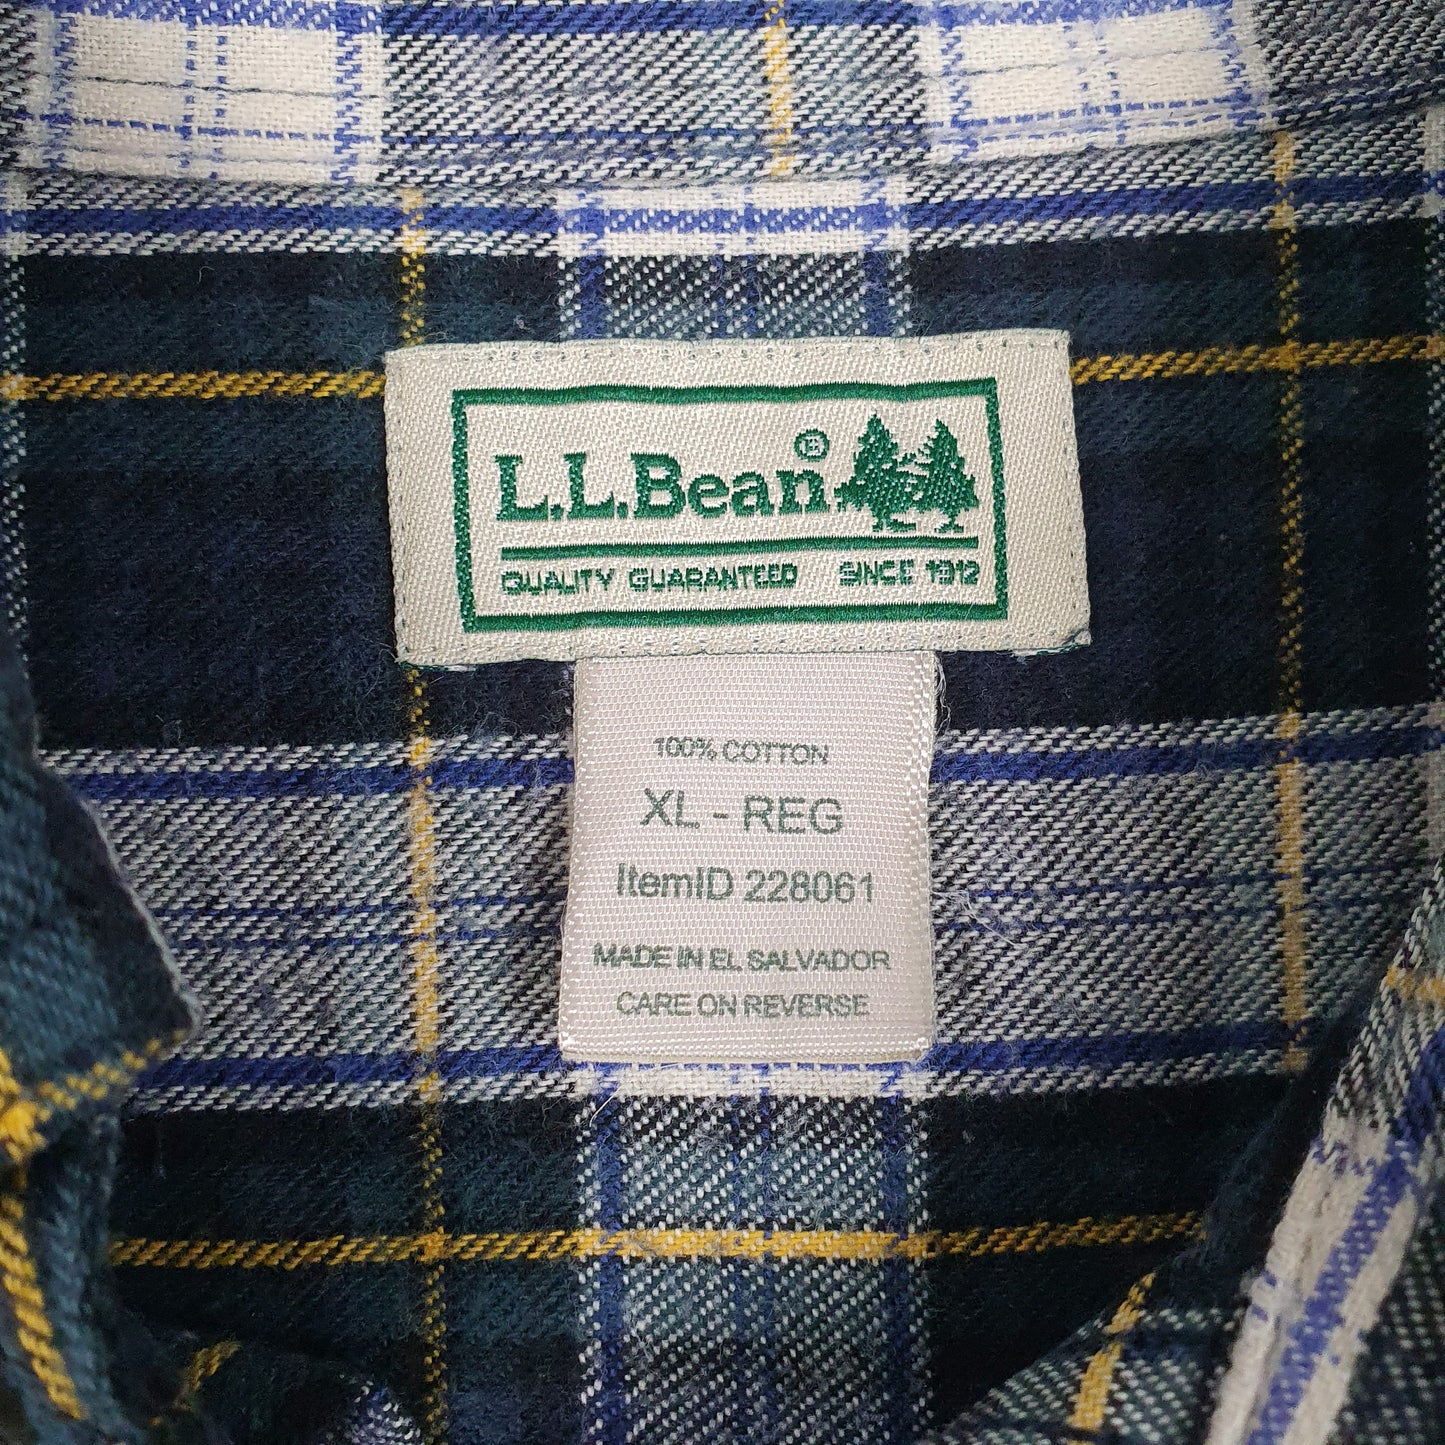 L.L.Bean®
QUALITY GUARANTEED SINCE 1912
100% COTTON
XL - REG
ItemID 228061
MADE IN EL SALVADOR
CARE ON REVERSE